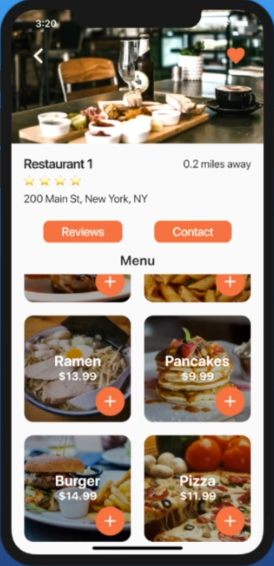 3:20
Restaurant 1
0.2 miles away
200 Main St, New York, NY
Reviews
Contact
Menu
Ramen
$13.99
Pancakes
$9.99
Burger
$14.99
Pizza
$11.99